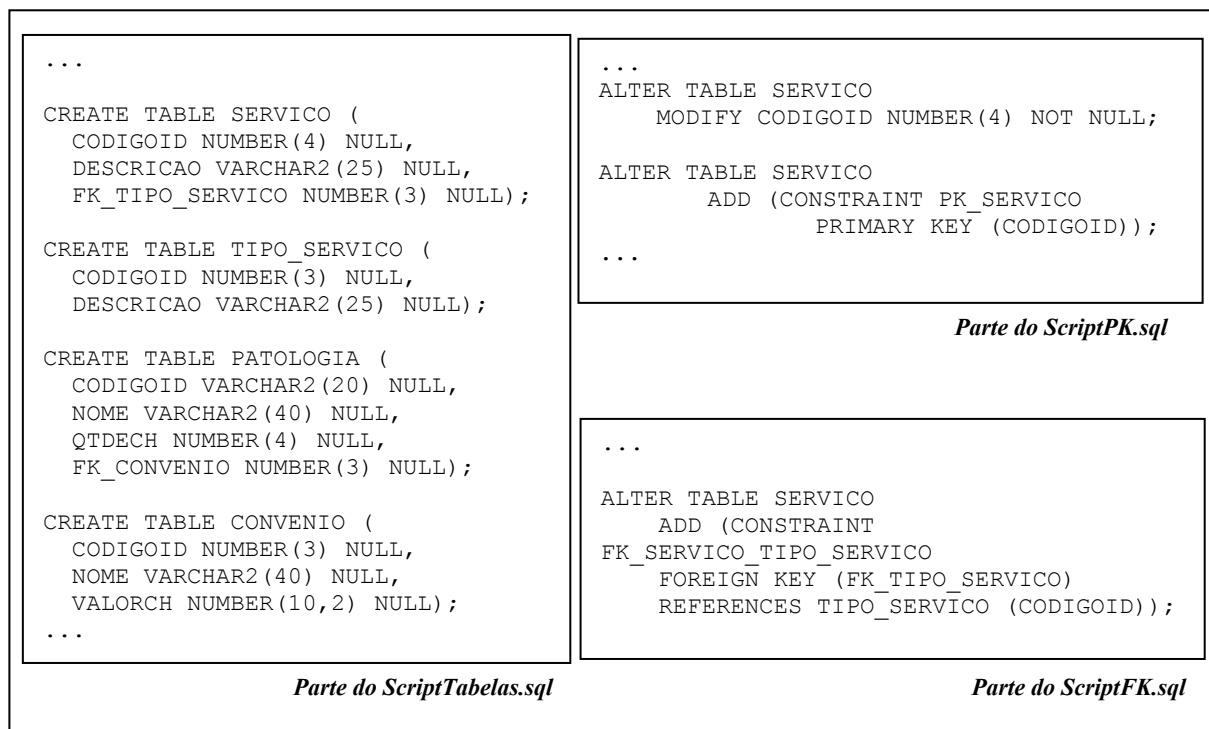 ...
CREATE TABLE SERVICO (
CODIGOID NUMBER(4) NULL,
DESCRICAO VARCHAR2(25) NULL,
FK_TIPO_SERVICO NUMBER(3) NULL);
CREATE TABLE TIPO_SERVICO (
CODIGOID NUMBER(3) NULL,
DESCRICAO VARCHAR2(25) NULL);
CREATE TABLE PATOLOGIA (
CODIGOID VARCHAR2(20) NULL,
NOME VARCHAR2(40) NULL,
QTDECH NUMBER(4) NULL,
FK_CONVENIO NUMBER(3) NULL);
CREATE TABLE CONVENIO (
CODIGOID NUMBER(3) NULL,
NOME VARCHAR2(40) NULL,
VALORCH NUMBER(10,2) NULL);
...
Parte do ScriptTabelas.sql
...
ALTER TABLE SERVICO
MODIFY CODIGOID NUMBER(4) NOT NULL;
ALTER TABLE SERVICO
ADD (CONSTRAINT PK_SERVICO
PRIMARY KEY (CODIGOID));
...
Parte do ScriptPK.sql
...
ALTER TABLE SERVICO
ADD (CONSTRAINT
FK_SERVICO_TIPO_SERVICO
FOREIGN KEY (FK_TIPO_SERVICO)
REFERENCES TIPO_SERVICO (CODIGOID));
Parte do ScriptFK.sql